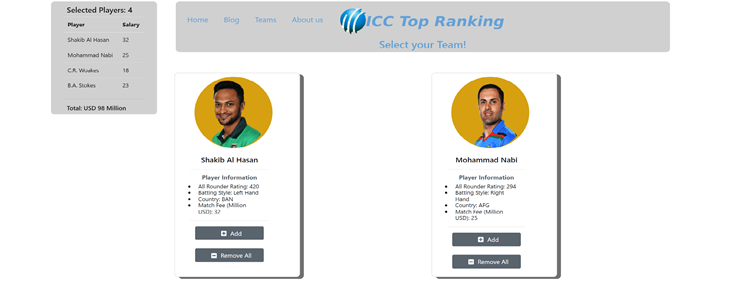 Selected Players: 4
Player Salary
Shakib Al Hasan 32
Mohammad Nabi 25
C.R. Woakes 18
B.A. Stokes 23
Total: USD 98 Million
Home Blog Teams About us
ICC Top Ranking
Select your Team!
Shakib Al Hasan
Player Information
All Rounder Rating: 420
Batting Style: Left Hand
Country: BAN
Match Fee (Million
USD): 32
Add
Remove All
Mohammad Nabi
Player Information
All Rounder Rating: 294
Batting Style: Right
Hand
Country: AFG
Match Fee (Million
USD): 25
Add
Remove All